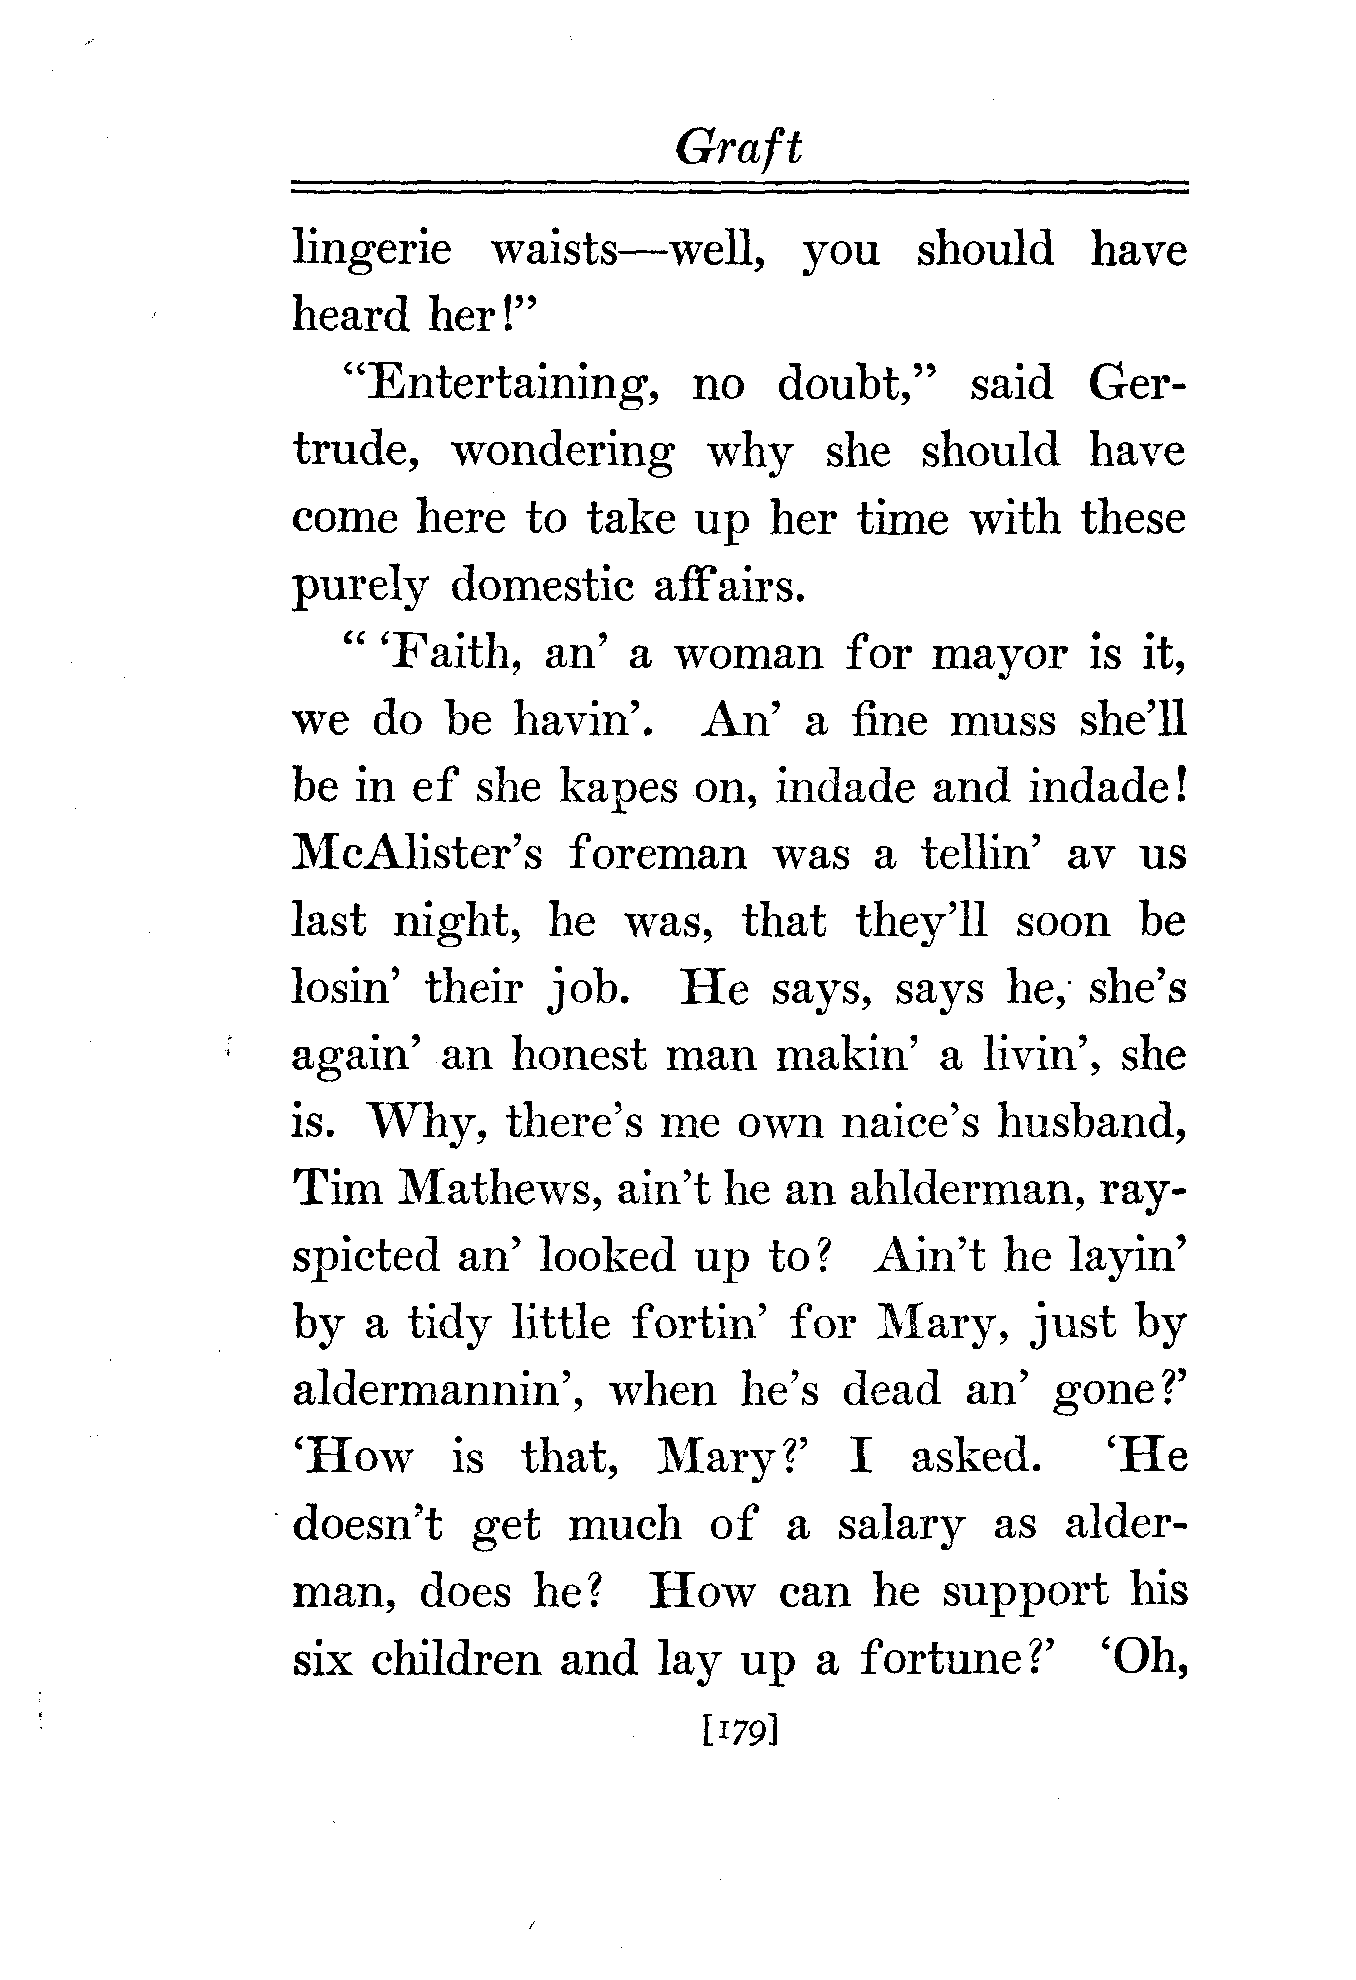 Graft
lingerie waists—well, you should have
heard her!”
“Entertaining, no doubt,” said Ger-
trude, wondering why she should have
come here to take up her time with these
purely domestic affairs.
“ ‘Faith, an’ a woman for mayor is it,
we do be havin’. An’ a fine muss she’ll
be in ef she kapes on, indade and indade!
McAlister’s foreman was a tellin’ av us
last night, he was, that they’ll soon be
losin’ their job. He says, says he, she’s
again’ an honest man makin’ a livin’, she
is. Why, there’s me own naice’s husband,
Tim Mathews, ain’t he an ahlderman, ray-
spicted an’ looked up to? Ain’t he layin’
by a tidy little fortin’ for Mary, just by
aldermannin’, when he’s dead an’ gone?’
‘How is that, Mary?’ I asked. ‘He
doesn’t get much of a salary as alder-
man, does he? How can he support his
six children and lay up a fortune?’ ‘Oh,
[179]